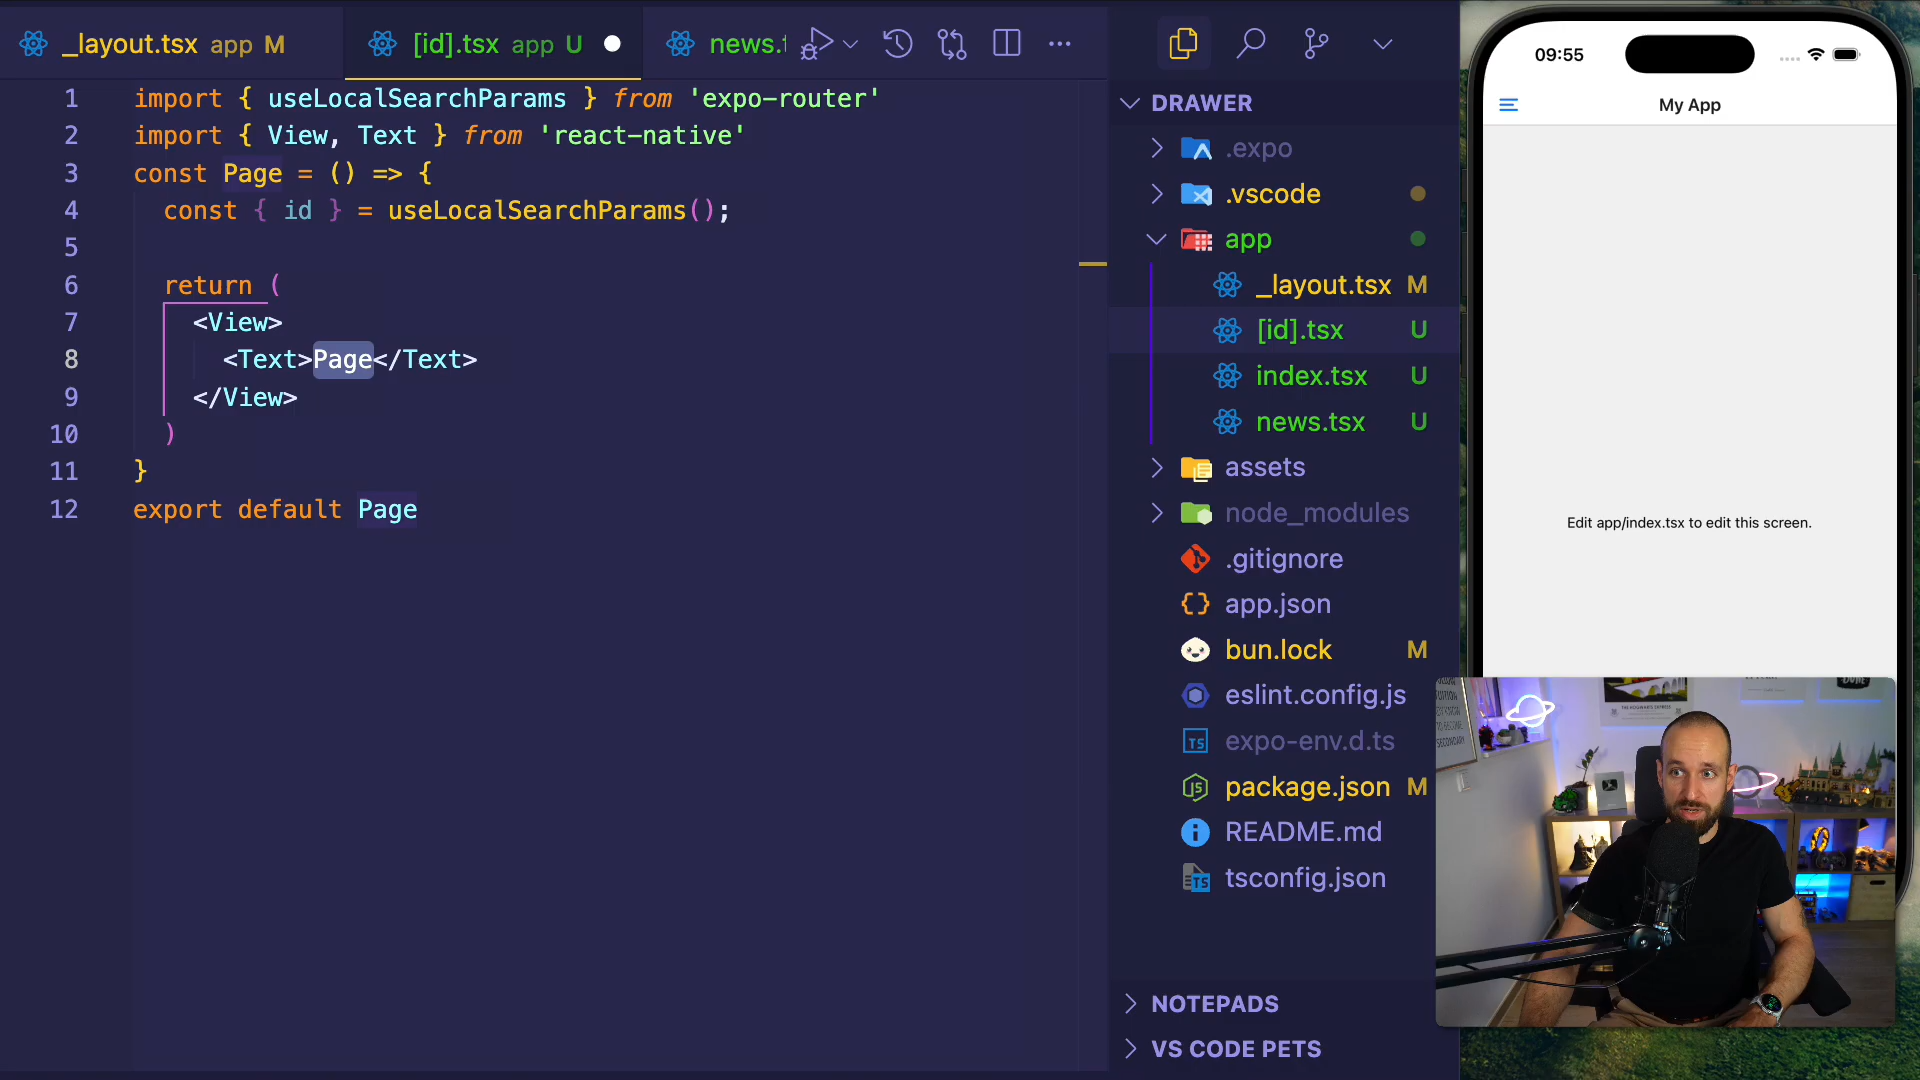 _layout.tsx app M
[id].tsx app U
news.t
1 import { useLocalSearchParams } from 'expo-router'
2 import { View, Text } from 'react-native'
3 const Page = () => {
4 const { id } = useLocalSearchParams();
5
6 return (
7 <View>
8 <Text>Page</Text>
9 </View>
10 )
11 }
12 export default Page
DRAWER
.expo
.vscode
app
_layout.tsx M
[id].tsx U
index.tsx U
news.tsx U
assets
node_modules
.gitignore
app.json
bun.lock M
eslint.config.js
expo-env.d.ts
package.json M
README.md
tsconfig.json
NOTEPADS
VS CODE PETS
09:55
My App
Edit app/index.tsx to edit this screen.
THE HOGWARTS EXPRESS
SECONDARY